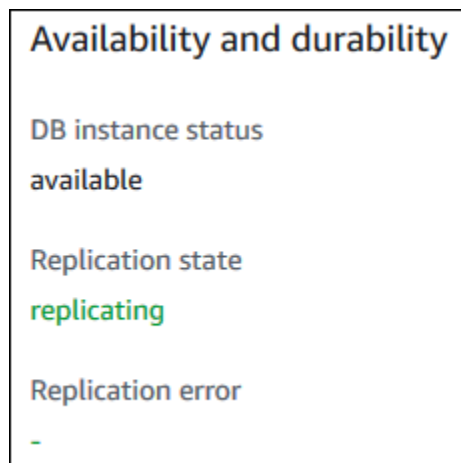 Availability and durability
DB instance status
available
Replication state
replicating
Replication error
-